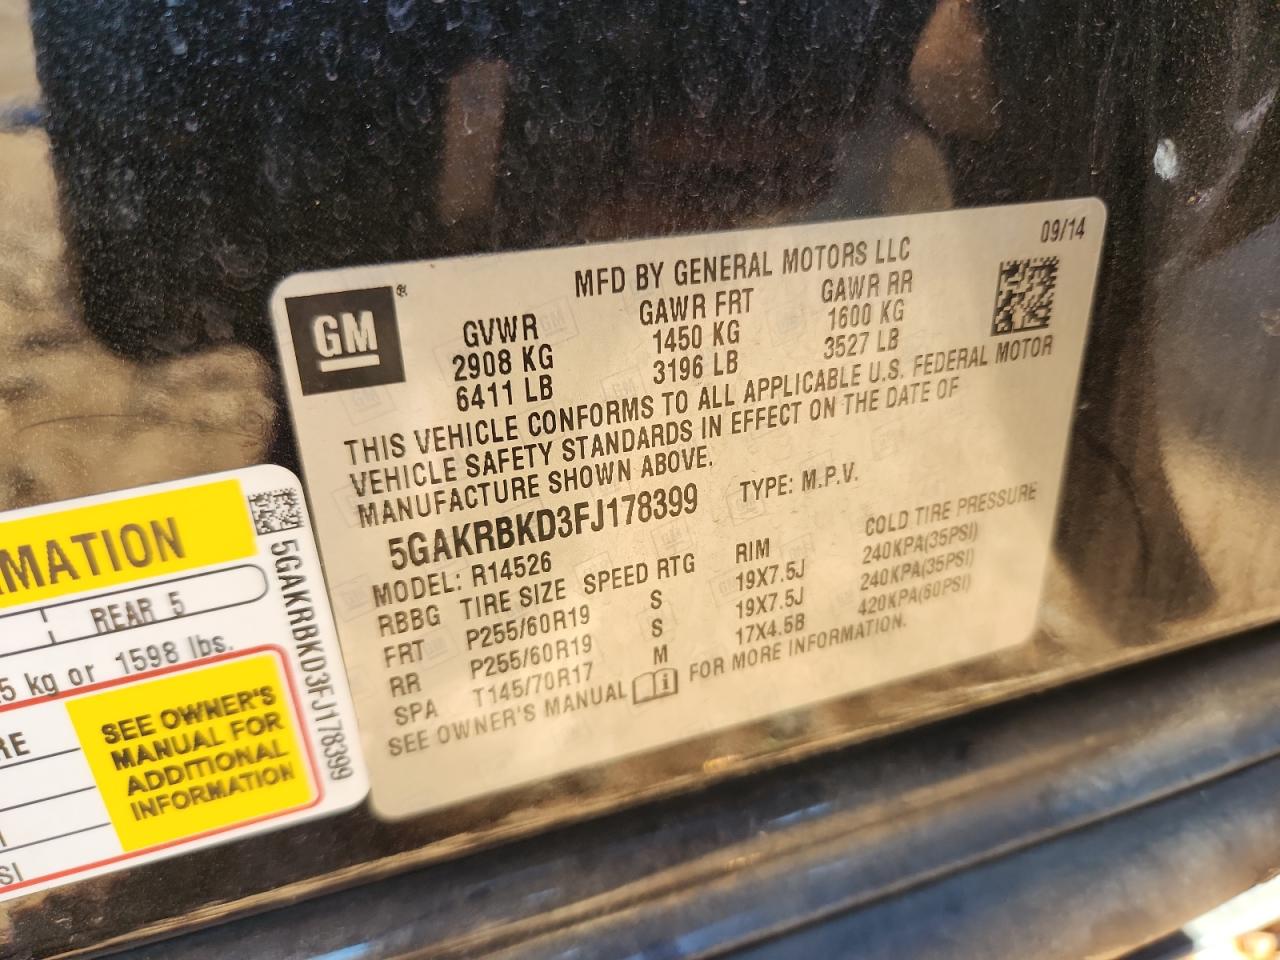 MFD BY GENERAL MOTORS LLC
09/14
GM
®
GVWR GAWR FRT GAWR RR
2908 KG 1450 KG 1600 KG
6411 LB 3196 LB 3527 LB
THIS VEHICLE CONFORMS TO ALL APPLICABLE U.S. FEDERAL MOTOR
VEHICLE SAFETY STANDARDS IN EFFECT ON THE DATE OF
MANUFACTURE SHOWN ABOVE.
5GAKRBKD3FJ178399 TYPE: M.P.V.
MODEL: R14526
RBBG TIRE SIZE SPEED RTG RIM COLD TIRE PRESSURE
FRT P255/60R19 S 19X7.5J 240KPA(35PSI)
RR P255/60R19 S 19X7.5J 240KPA(35PSI)
SPA T145/70R17 M 17X4.5B 420KPA(60PSI)
SEE OWNER'S MANUAL FOR MORE INFORMATION.
MATION
REAR 5
5 kg or 1598 lbs.
RE
SEE OWNER'S
MANUAL FOR
ADDITIONAL
INFORMATION
SI
5GAKRBKD3FJ178399